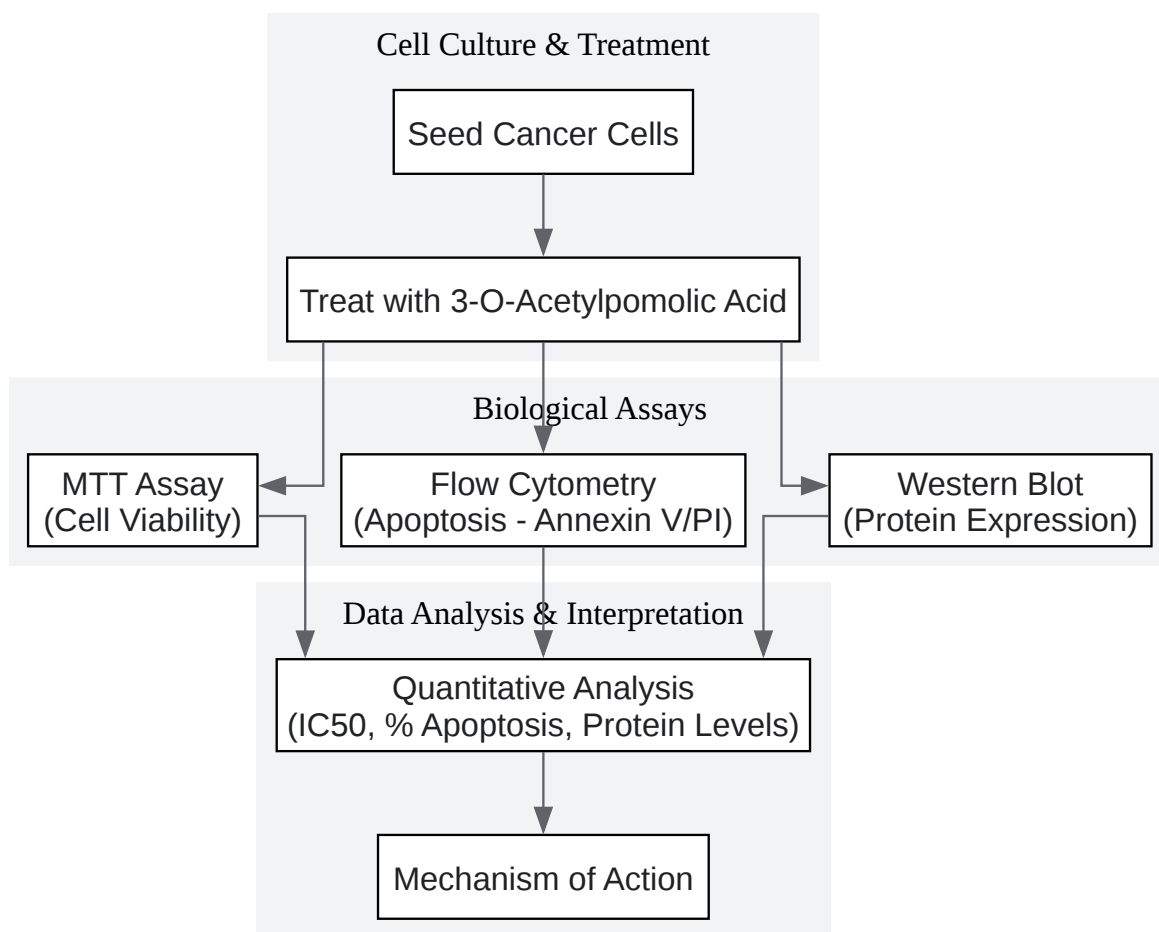 Cell Culture & Treatment
Seed Cancer Cells
Treat with 3-O-Acetylpomolic Acid
Biological Assays
MTT Assay
(Cell Viability)
Flow Cytometry
(Apoptosis - Annexin V/PI)
Western Blot
(Protein Expression)
Data Analysis & Interpretation
Quantitative Analysis
(IC50, % Apoptosis, Protein Levels)
Mechanism of Action